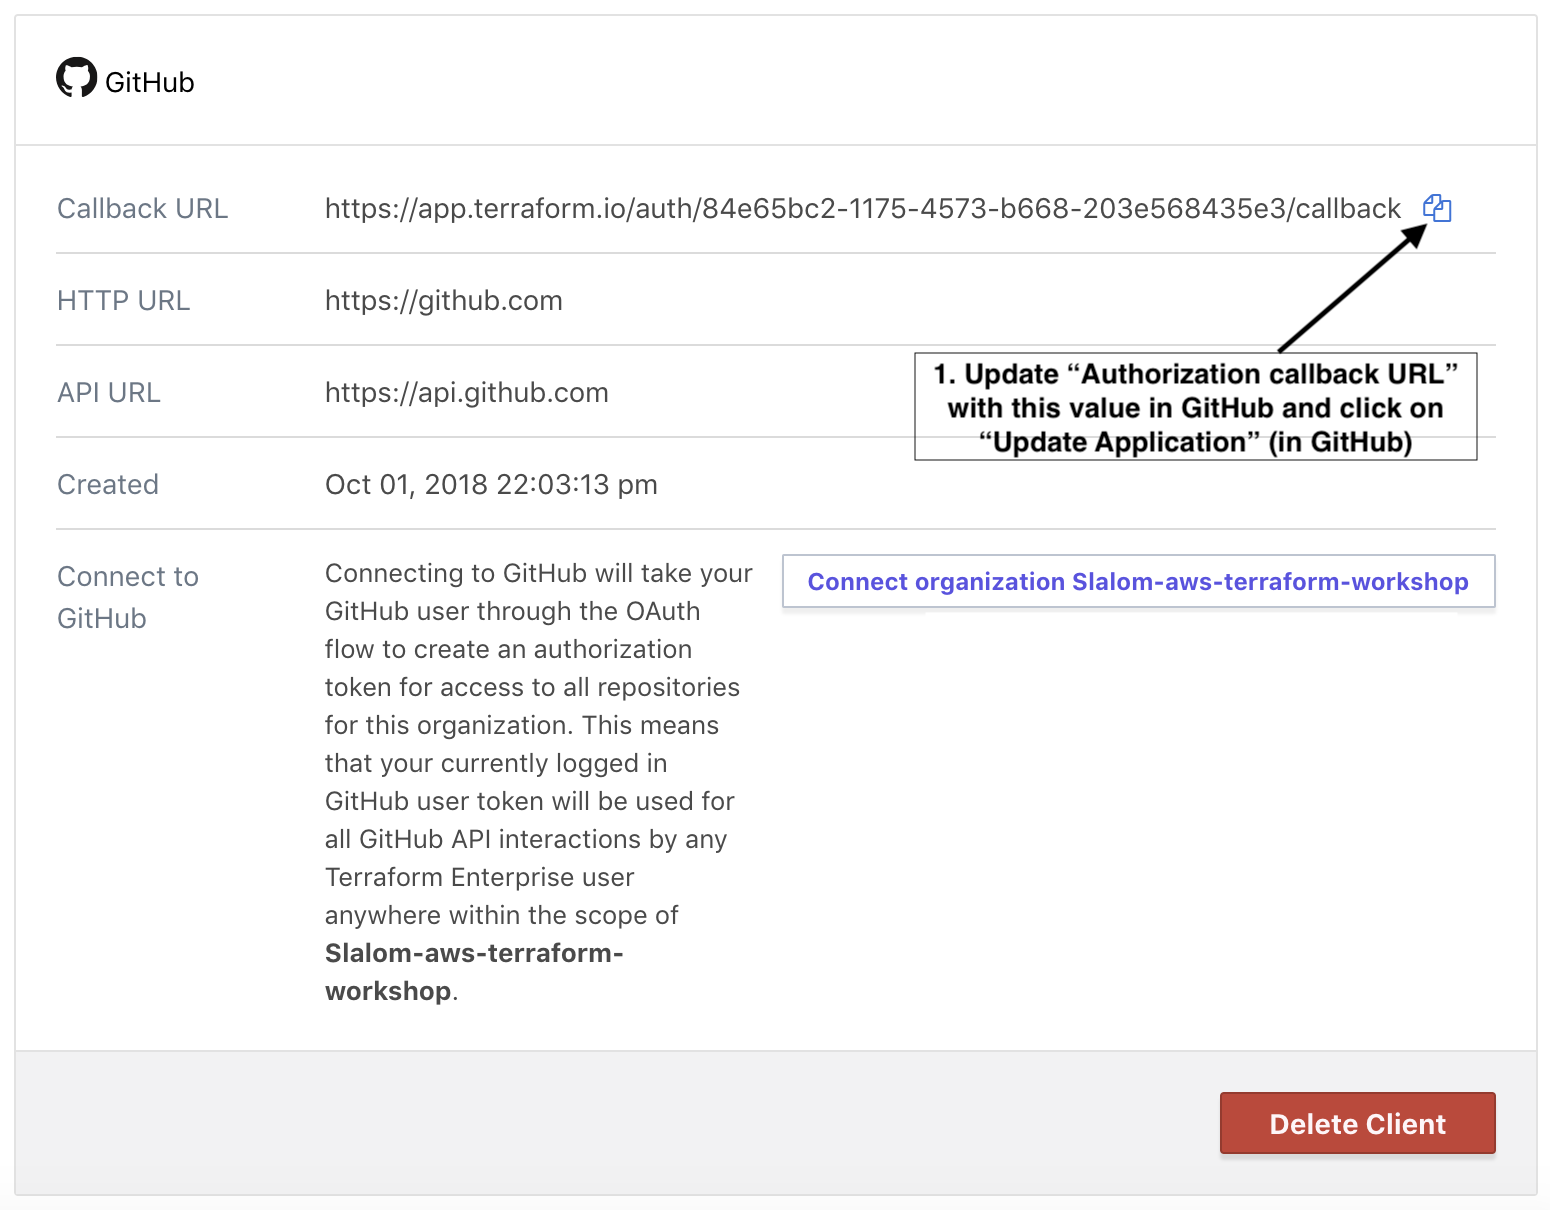 GitHub
Callback URL https://app.terraform.io/auth/84e65bc2-1175-4573-b668-203e568435e3/callback
HTTP URL https://github.com
API URL https://api.github.com
1. Update “Authorization callback URL”
with this value in GitHub and click on
“Update Application” (in GitHub)
Created Oct 01, 2018 22:03:13 pm
Connect to
GitHub
Connecting to GitHub will take your
GitHub user through the OAuth
flow to create an authorization
token for access to all repositories
for this organization. This means
that your currently logged in
GitHub user token will be used for
all GitHub API interactions by any
Terraform Enterprise user
anywhere within the scope of
Slalom-aws-terraform-
workshop.
Connect organization Slalom-aws-terraform-workshop
Delete Client